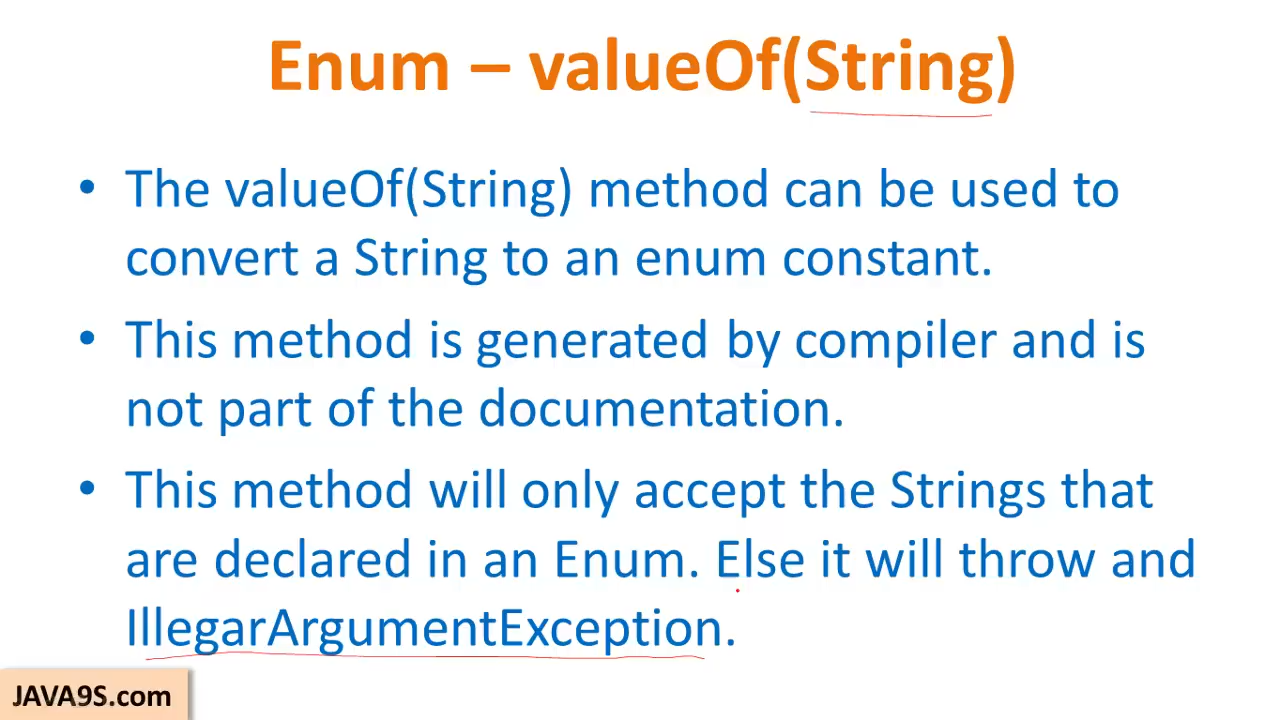 Enum – valueOf(String)
• The valueOf(String) method can be used to
convert a String to an enum constant.
• This method is generated by compiler and is
not part of the documentation.
• This method will only accept the Strings that
are declared in an Enum. Else it will throw and
IllegarArgumentException.
JAVA9S.com